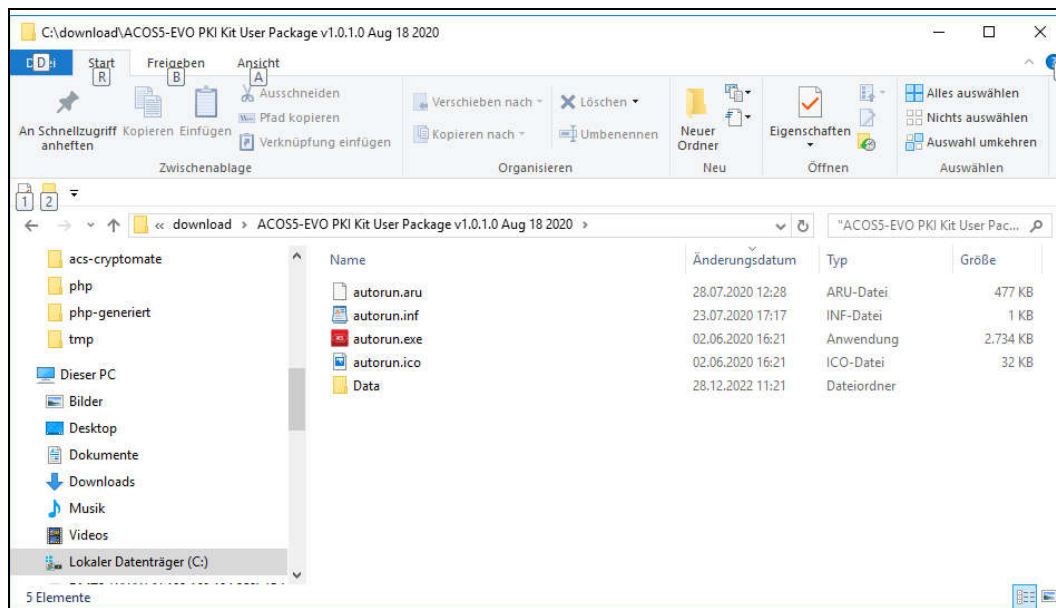 C:\download\ACOS5-EVO PKI Kit User Package v1.0.1.0 Aug 18 2020
D Start Freigeben Ansicht
R B A
An Schnellzugriff anheften
Kopieren
Einfügen
Ausschneiden
Pfad kopieren
Verknüpfung einfügen
Zwischenablage
Verschieben nach
Kopieren nach
Löschen
Umbenennen
Organisieren
Neuer Ordner
Neu
Eigenschaften
Öffnen
Alles auswählen
Nichts auswählen
Auswahl umkehren
Auswählen
1 2
« download > ACOS5-EVO PKI Kit User Package v1.0.1.0 Aug 18 2020 >
"ACOS5-EVO PKI Kit User Pac...
acs-cryptomate
php
php-generiert
tmp
Dieser PC
Bilder
Desktop
Dokumente
Downloads
Musik
Videos
Lokaler Datenträger (C:)
Name Änderungsdatum Typ Größe
autorun.aru 28.07.2020 12:28 ARU-Datei 477 KB
autorun.inf 23.07.2020 17:17 INF-Datei 1 KB
autorun.exe 02.06.2020 16:21 Anwendung 2.734 KB
autorun.ico 02.06.2020 16:21 ICO-Datei 32 KB
Data 28.12.2022 11:21 Dateiordner
5 Elemente